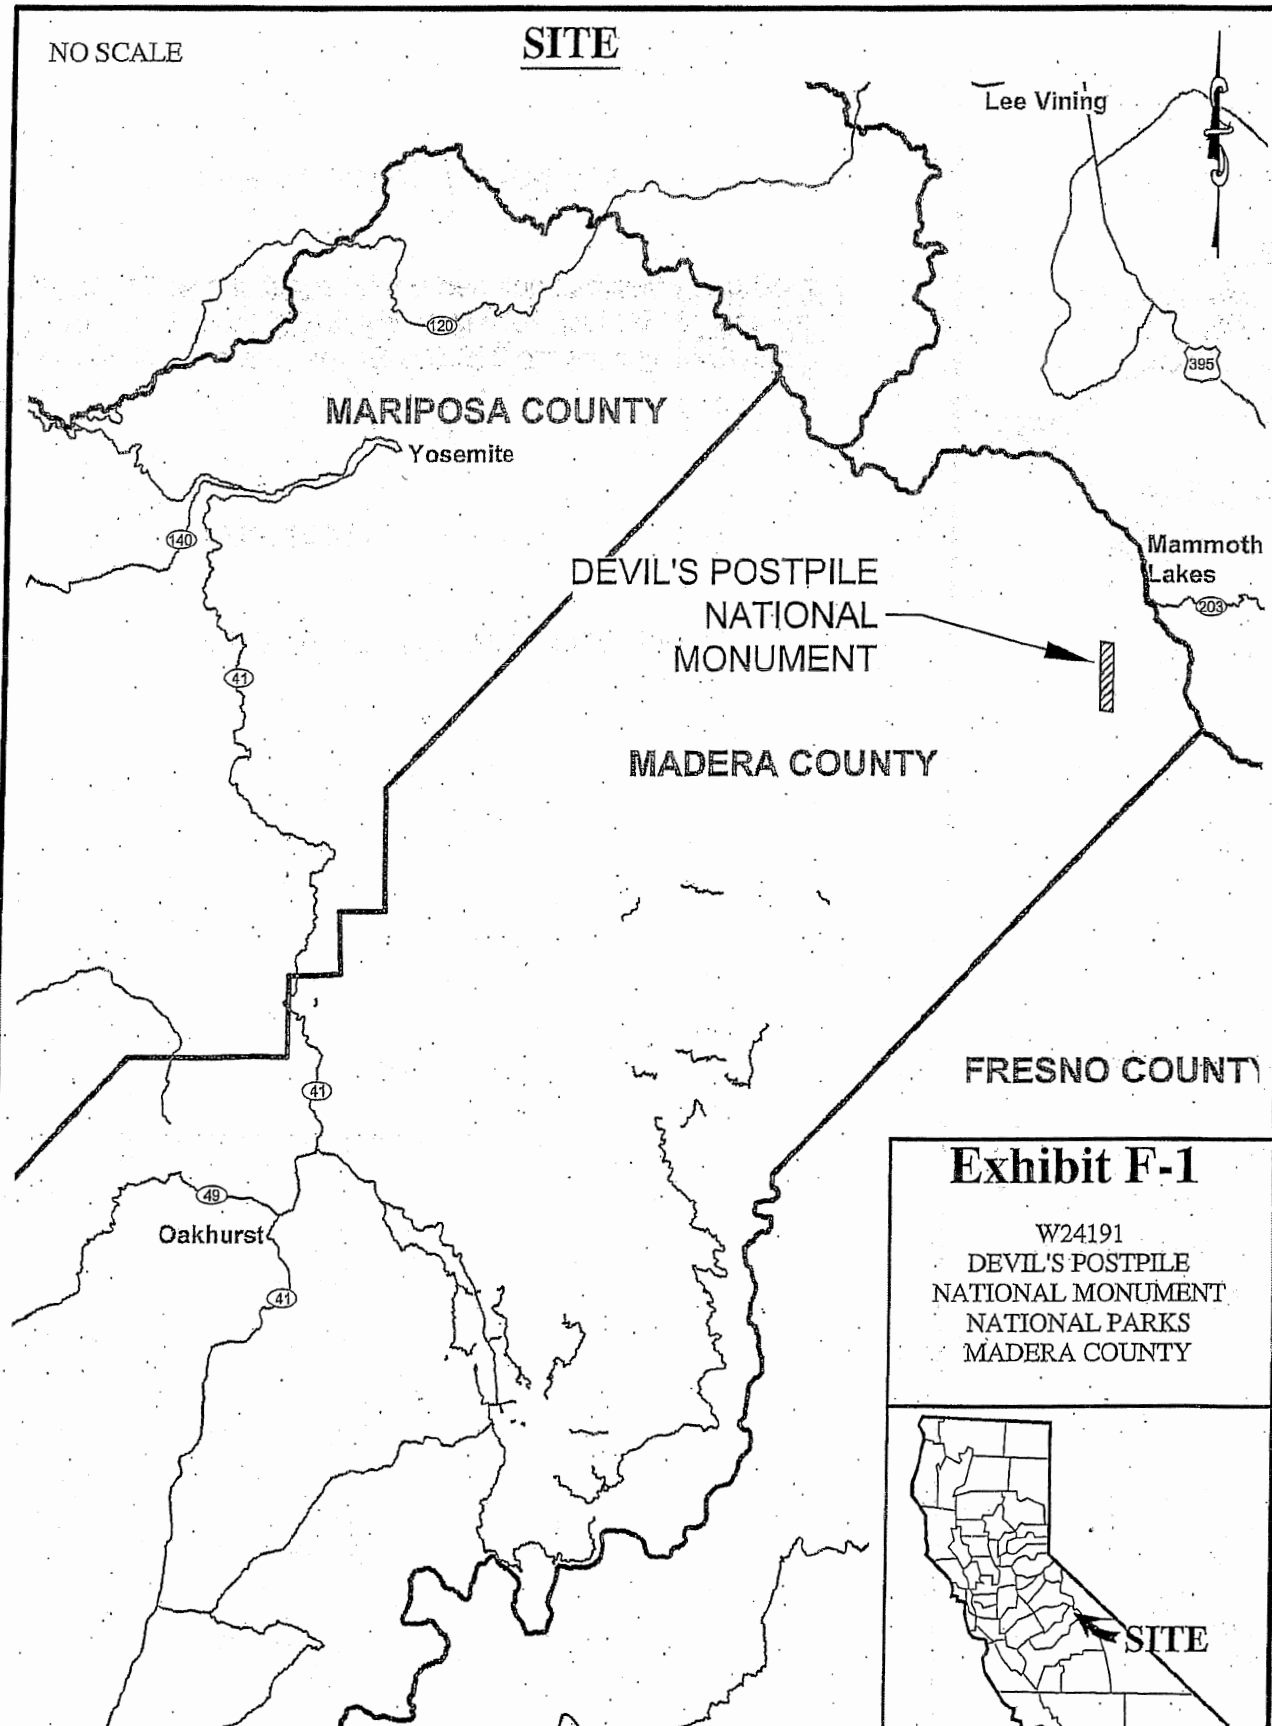 NO SCALE
SITE
Lee Vining
120
395
MARIPOSA COUNTY
Yosemite
140
Mammoth
Lakes
203
DEVIL'S POSTPILE
NATIONAL
MONUMENT
41
MADERA COUNTY
FRESNO COUNTY
41
49
Oakhurst
41
Exhibit F-1
W24191
DEVIL'S POSTPILE
NATIONAL MONUMENT
NATIONAL PARKS
MADERA COUNTY
SITE